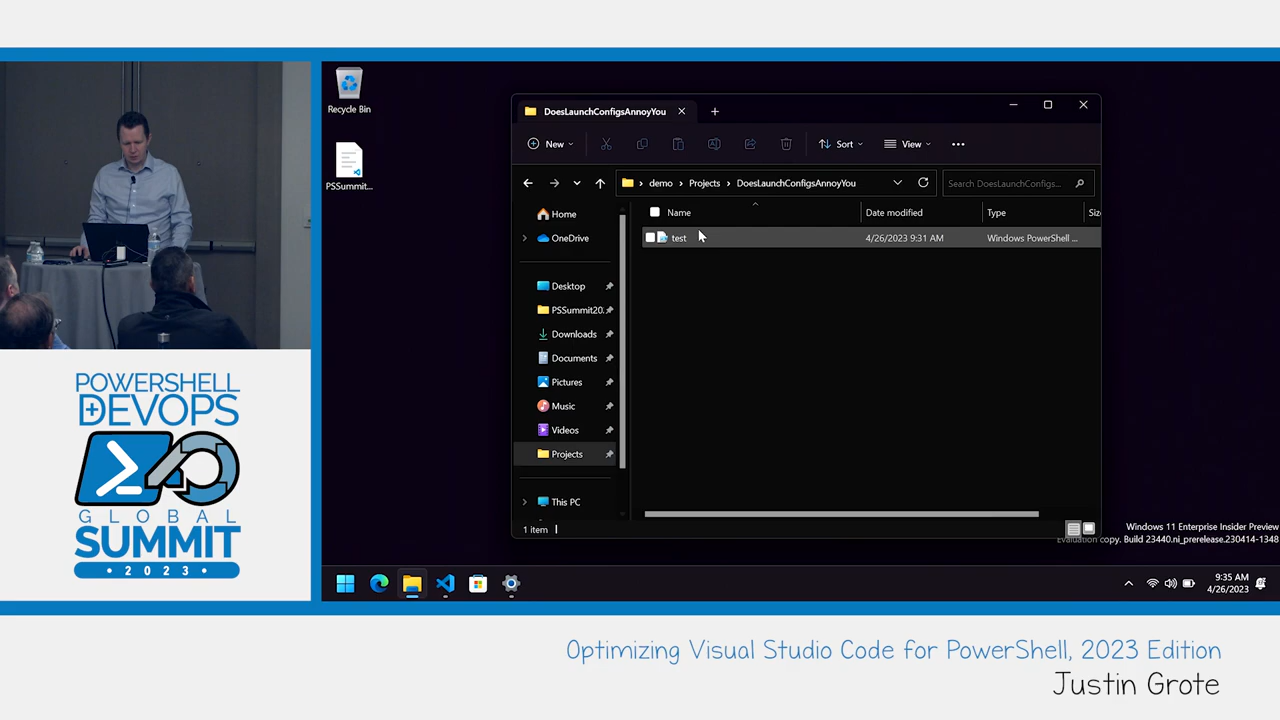 Recycle Bin
PSSummit...
DoesLaunchConfigsAnnoyYou
New
Sort
View
demo
Projects
DoesLaunchConfigsAnnoyYou
Search DoesLaunchConfigs...
Home
OneDrive
Desktop
PSSummit20
Downloads
Documents
Pictures
Music
Videos
Projects
This PC
Name
Date modified
Type
Siz
test
4/26/2023 9:31 AM
Windows PowerShell ...
1 item
Windows 11 Enterprise Insider Preview
Evaluation copy. Build 23440.ni_prerelease.230414-1348
9:35 AM
4/26/2023
POWERSHELL
+DEVOPS
GLOBAL
SUMMIT
• 2023 •
Optimizing Visual Studio Code for PowerShell, 2023 Edition
Justin Grote